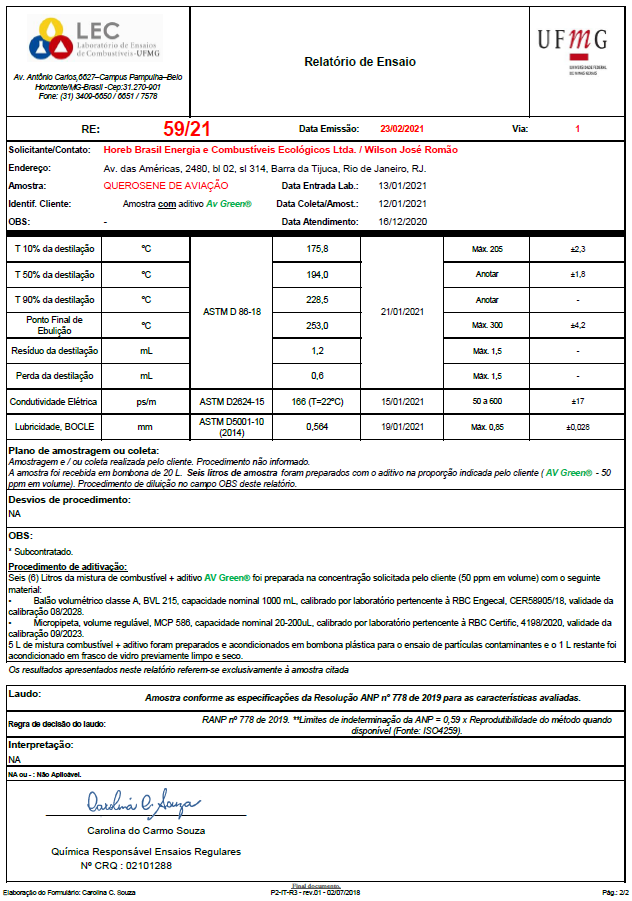 LEC
Laboratório de Ensaios
de Combustíveis-UFMG
Av. Antônio Carlos,6627–Campus Pampulha–Belo
Horizonte/MG-Brasil -Cep:31.270-901
Fone: (31) 3409-6650 / 6651 / 7578
Relatório de Ensaio
UFMG
UNIVERSIDADE FEDERAL
DE MINAS GERAIS
RE: 59/21 Data Emissão: 23/02/2021 Via: 1
Solicitante/Contato: Horeb Brasil Energia e Combustíveis Ecológicos Ltda. / Wilson José Romão
Endereço: Av. das Américas, 2480, bl 02, sl 314, Barra da Tijuca, Rio de Janeiro, RJ.
Amostra: QUEROSENE DE AVIAÇÃO Data Entrada Lab.: 13/01/2021
Identif. Cliente: Amostra com aditivo Av Green® Data Coleta/Amost.: 12/01/2021
OBS: - Data Atendimento: 16/12/2020
T 10% da destilação ºC 175,8 Máx. 205 ±2,3
T 50% da destilação ºC 194,0 Anotar ±1,8
T 90% da destilação ºC ASTM D 86-18 228,5 21/01/2021 Anotar -
Ponto Final de Ebulição ºC 253,0 Máx. 300 ±4,2
Resíduo da destilação mL 1,2 Máx. 1,5 -
Perda da destilação mL 0,6 Máx. 1,5 -
Condutividade Elétrica ps/m ASTM D2624-15 166 (T=22ºC) 15/01/2021 50 a 600 ±17
Lubricidade, BOCLE mm ASTM D5001-10 (2014) 0,564 19/01/2021 Máx. 0,85 ±0,028
Plano de amostragem ou coleta:
Amostragem e / ou coleta realizada pelo cliente. Procedimento não informado.
A amostra foi recebida em bombona de 20 L. Seis litros de amostra foram preparados com o aditivo na proporção indicada pelo cliente ( AV Green® - 50
ppm em volume). Procedimento de diluição no campo OBS deste relatório.
Desvios de procedimento:
NA
OBS:
* Subcontratado.
Procedimento de aditivação:
Seis (6) Litros da mistura de combustível + aditivo AV Green® foi preparada na concentração solicitada pelo cliente (50 ppm em volume) com o seguinte
material:
• Balão volumétrico classe A, BVL 215, capacidade nominal 1000 mL, calibrado por laboratório pertencente à RBC Engecal, CER58905/18, validade da
calibração 08/2028.
• Micropipeta, volume regulável, MCP 586, capacidade nominal 20-200uL, calibrado por laboratório pertencente à RBC Certific, 4198/2020, validade da
calibração 09/2023.
5 L de mistura combustível + aditivo foram preparados e acondicionados em bombona plástica para o ensaio de partículas contaminantes e o 1 L restante foi
acondicionado em frasco de vidro previamente limpo e seco.
Os resultados apresentados neste relatório referem-se exclusivamente à amostra citada
Laudo: Amostra conforme as especificações da Resolução ANP nº 778 de 2019 para as características avaliadas.
Regra de decisão do laudo: RANP nº 778 de 2019. **Limites de indeterminação da ANP = 0,59 x Reprodutibilidade do método quando
disponível (Fonte: ISO4259).
Interpretação:
NA
NA ou - : Não Aplicável.
Carolina C. Souza
Carolina do Carmo Souza
Química Responsável Ensaios Regulares
Nº CRQ : 02101288
Final documento.
Elaboração do Formulário: Carolina C. Souza P2-IT-R3 - rev.01 - 02/07/2018 Pág.: 2/2